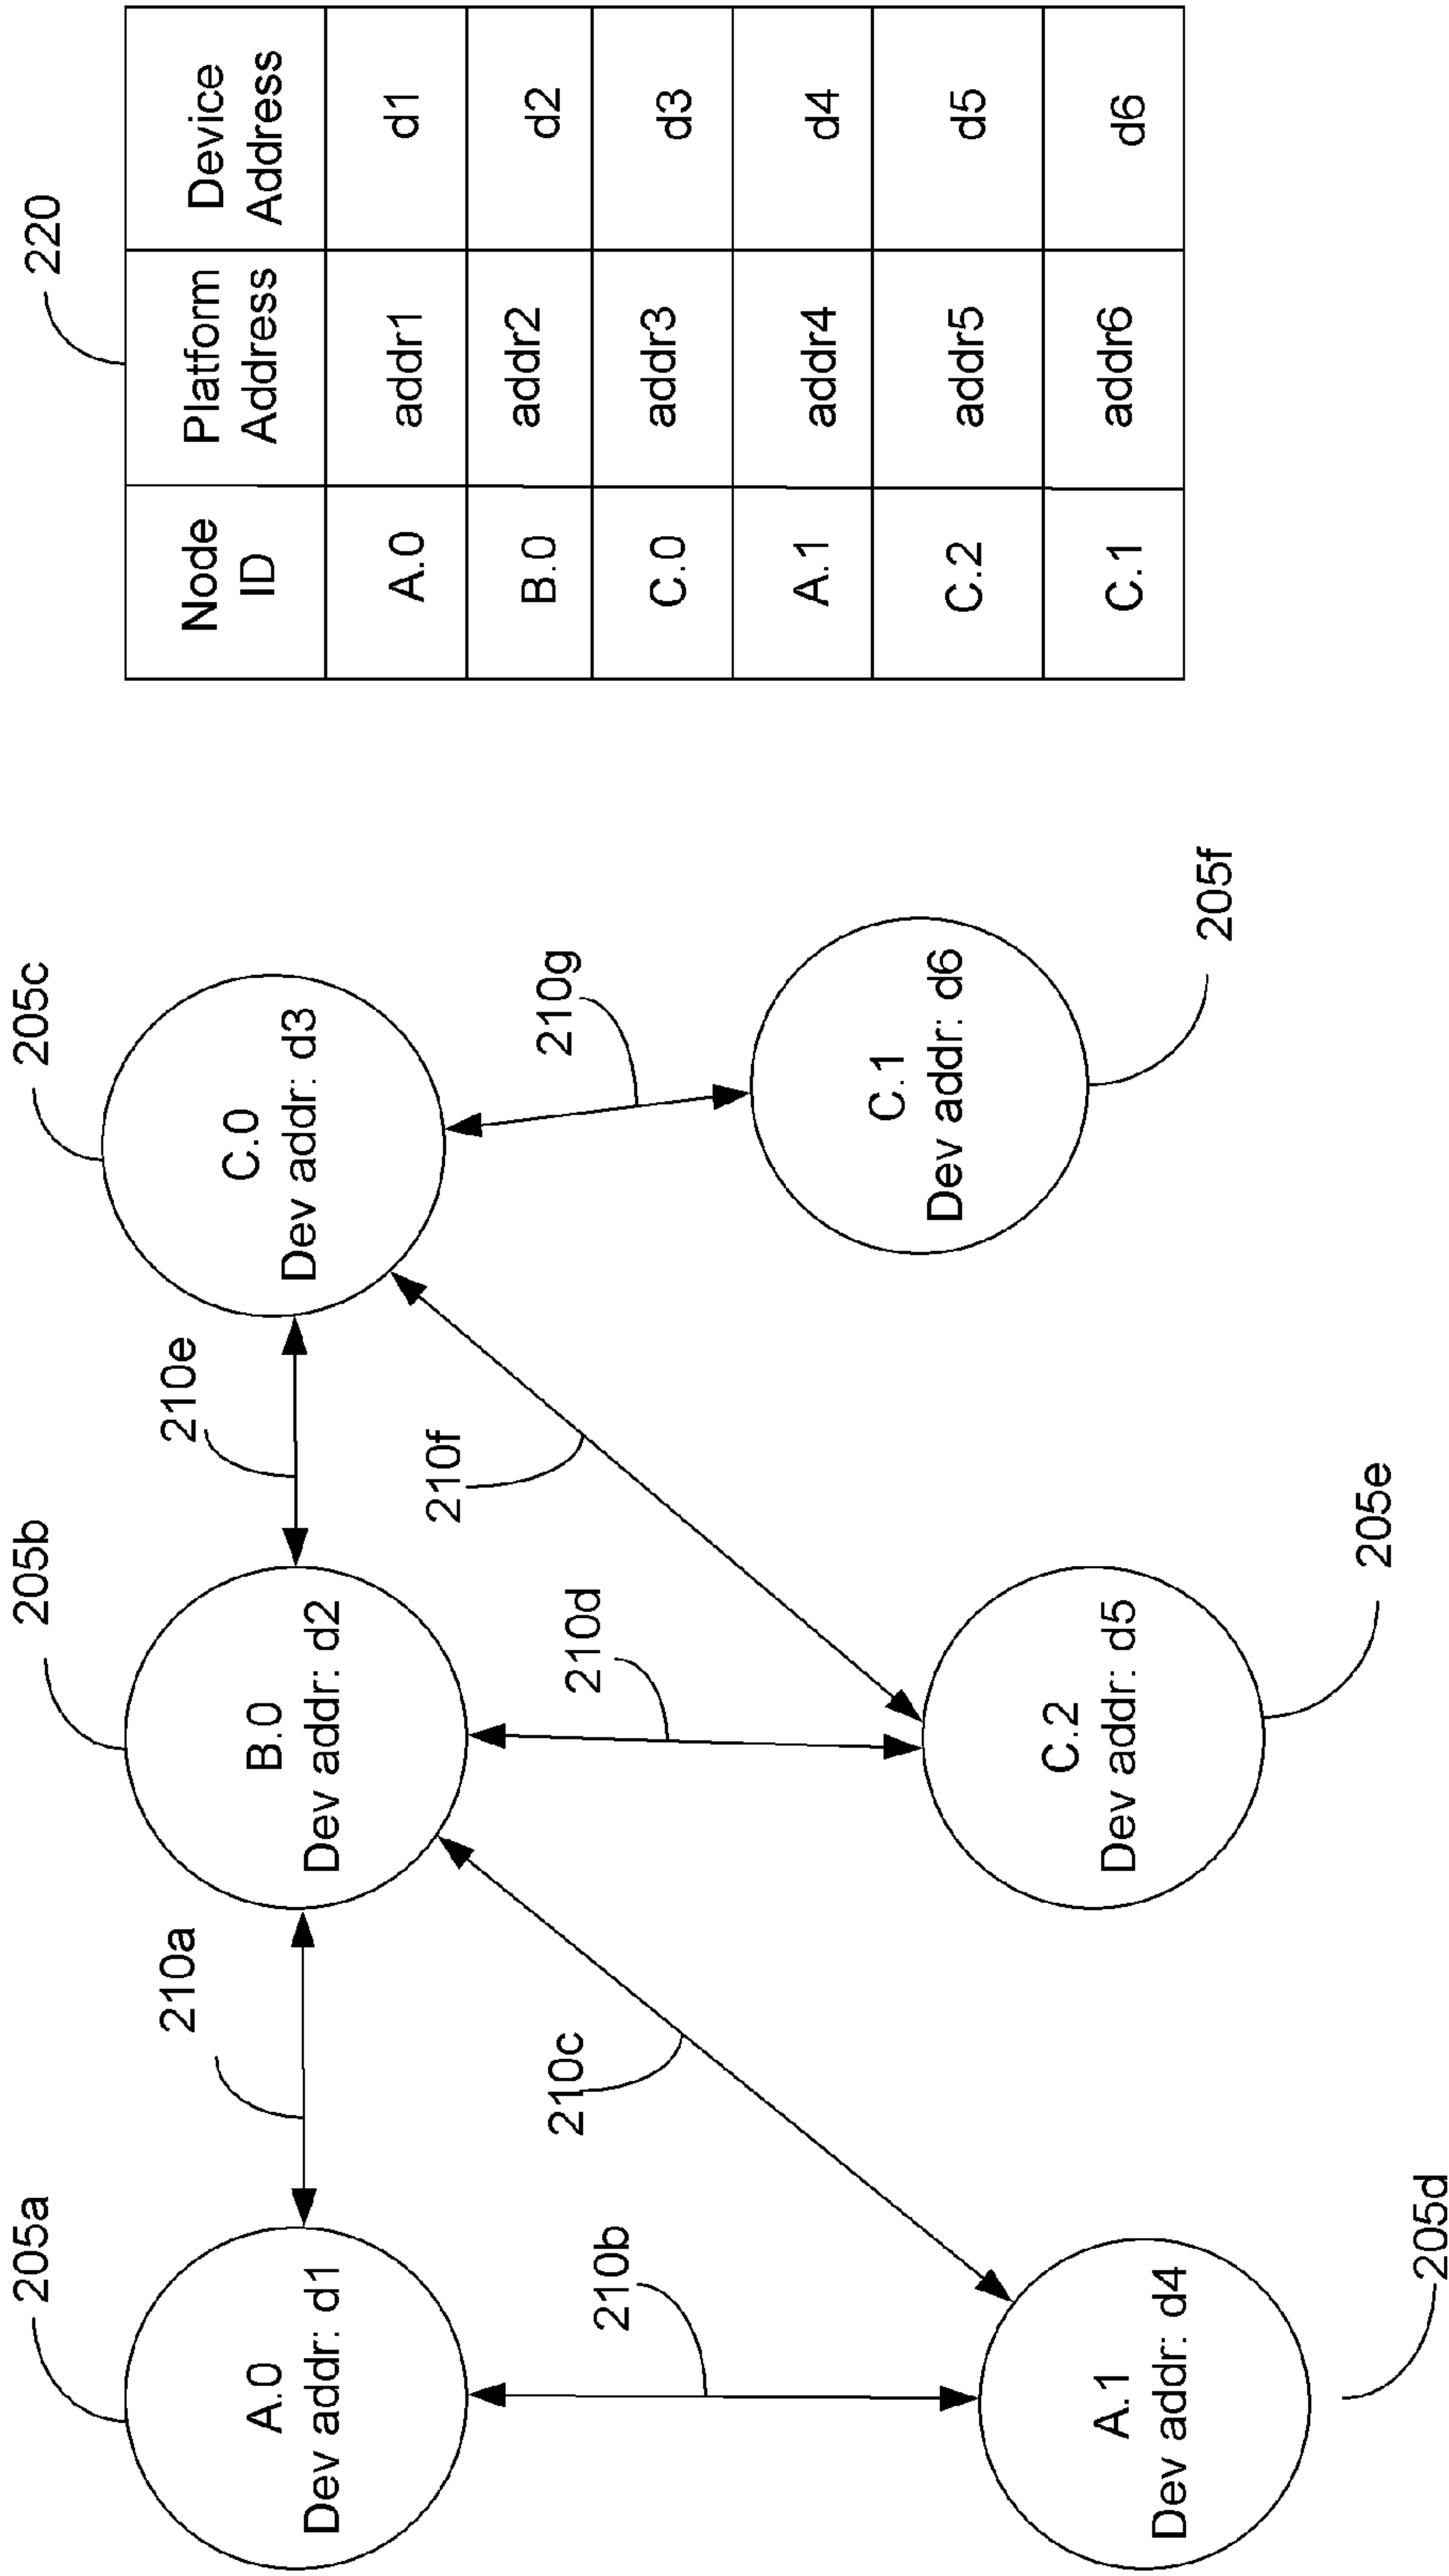 205a
205b
205c
A.0
Dev addr: d1
210a
B.0
Dev addr: d2
210e
C.0
Dev addr: d3
210b
210c
210d
210f
210g
A.1
Dev addr: d4
C.2
Dev addr: d5
C.1
Dev addr: d6
205d
205e
205f
220
Node ID
Platform Address
Device Address
A.0 addr1 d1
B.0 addr2 d2
C.0 addr3 d3
A.1 addr4 d4
C.2 addr5 d5
C.1 addr6 d6